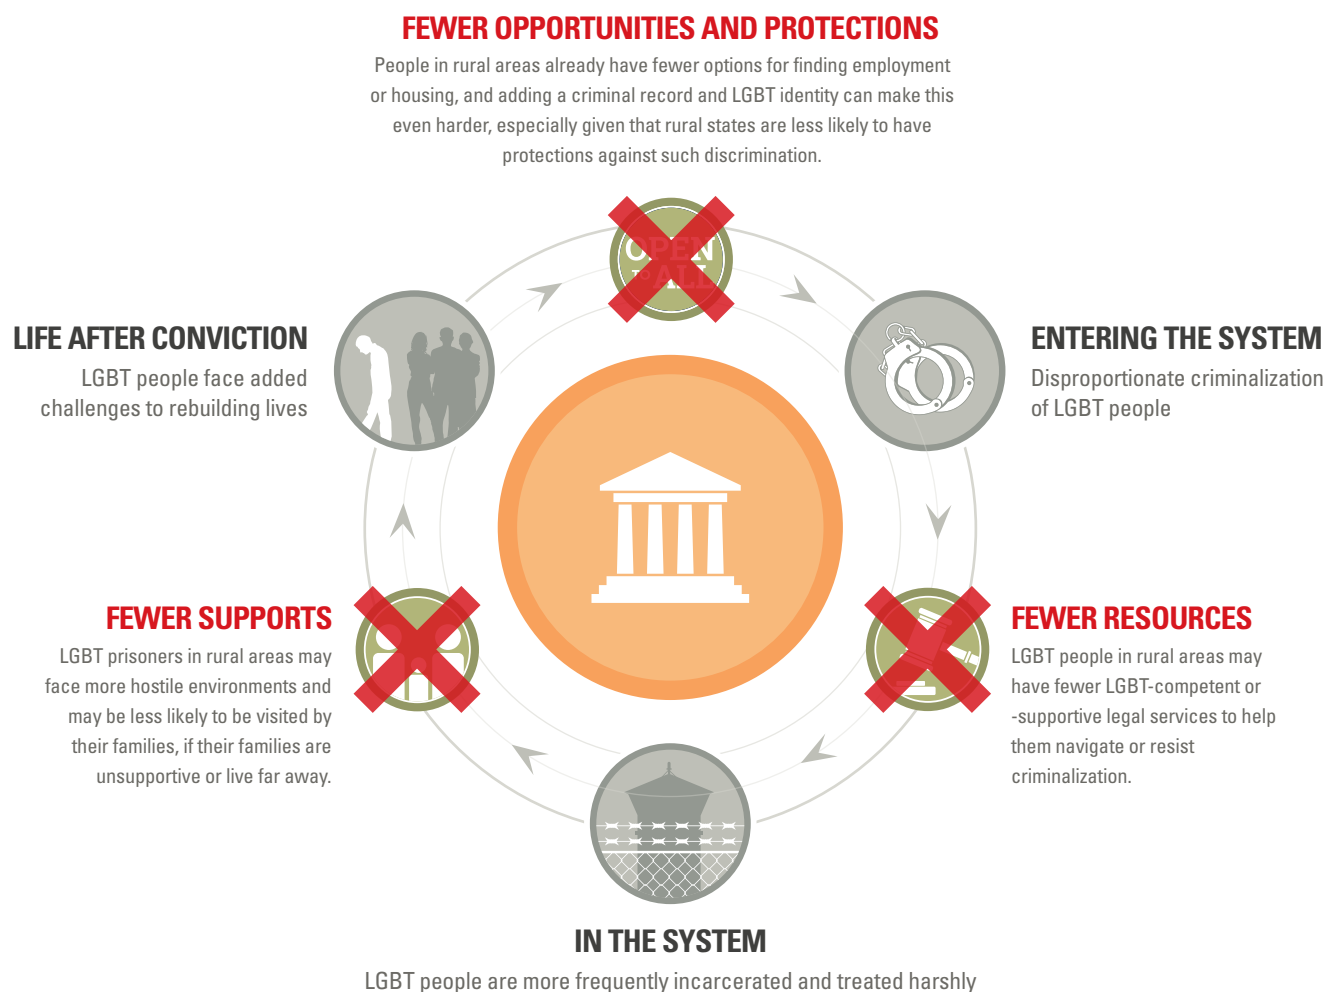 FEWER OPPORTUNITIES AND PROTECTIONS
People in rural areas already have fewer options for finding employment
or housing, and adding a criminal record and LGBT identity can make this
even harder, especially given that rural states are less likely to have
protections against such discrimination.
OPEN
TO
ALL
LIFE AFTER CONVICTION
LGBT people face added
challenges to rebuilding lives
ENTERING THE SYSTEM
Disproportionate criminalization
of LGBT people
FEWER SUPPORTS
LGBT prisoners in rural areas may
face more hostile environments and
may be less likely to be visited by
their families, if their families are
unsupportive or live far away.
FEWER RESOURCES
LGBT people in rural areas may
have fewer LGBT-competent or
-supportive legal services to help
them navigate or resist
criminalization.
IN THE SYSTEM
LGBT people are more frequently incarcerated and treated harshly